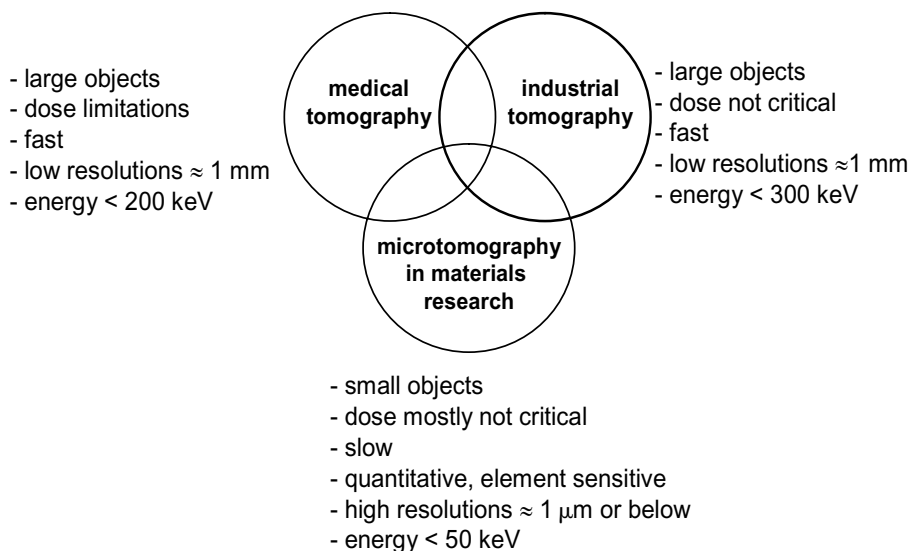 medical
tomography
industrial
tomography
microtomography
in materials
research
- large objects
- dose limitations
- fast
- low resolutions ≈ 1 mm
- energy < 200 keV
- large objects
- dose not critical
- fast
- low resolutions ≈1 mm
- energy < 300 keV
- small objects
- dose mostly not critical
- slow
- quantitative, element sensitive
- high resolutions ≈ 1 μm or below
- energy < 50 keV